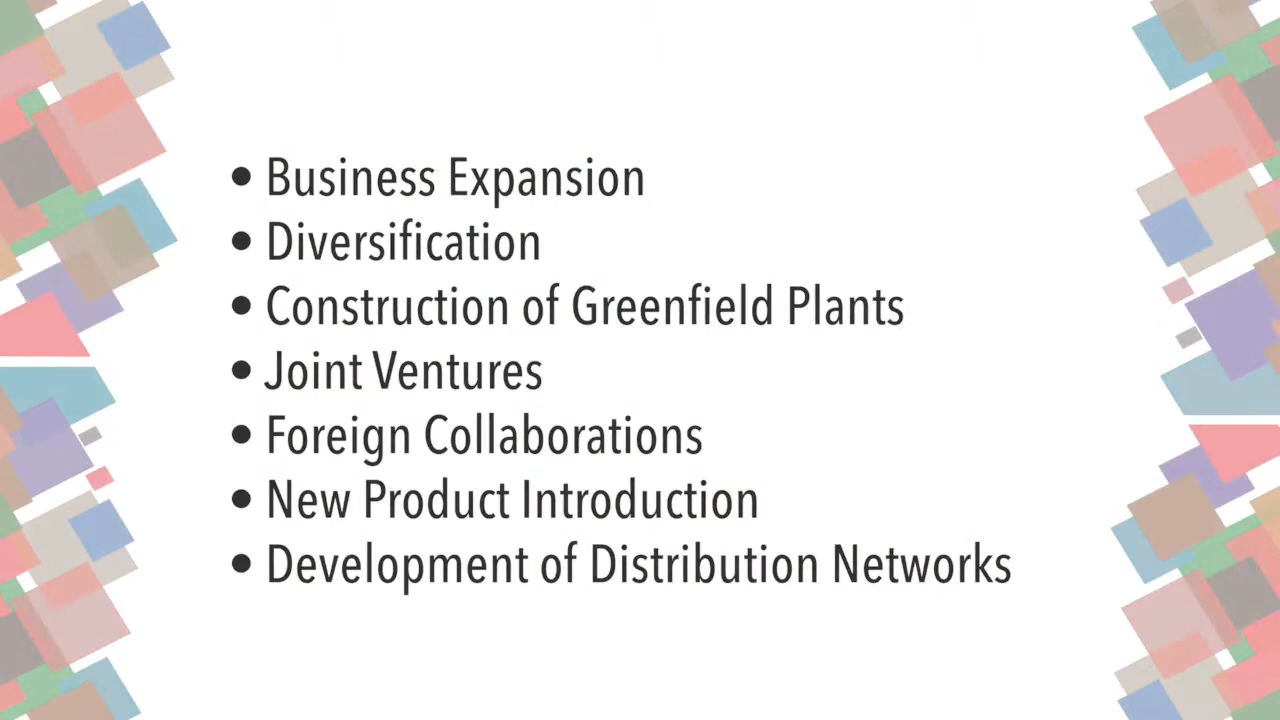 • Business Expansion
• Diversification
• Construction of Greenfield Plants
• Joint Ventures
• Foreign Collaborations
• New Product Introduction
• Development of Distribution Networks